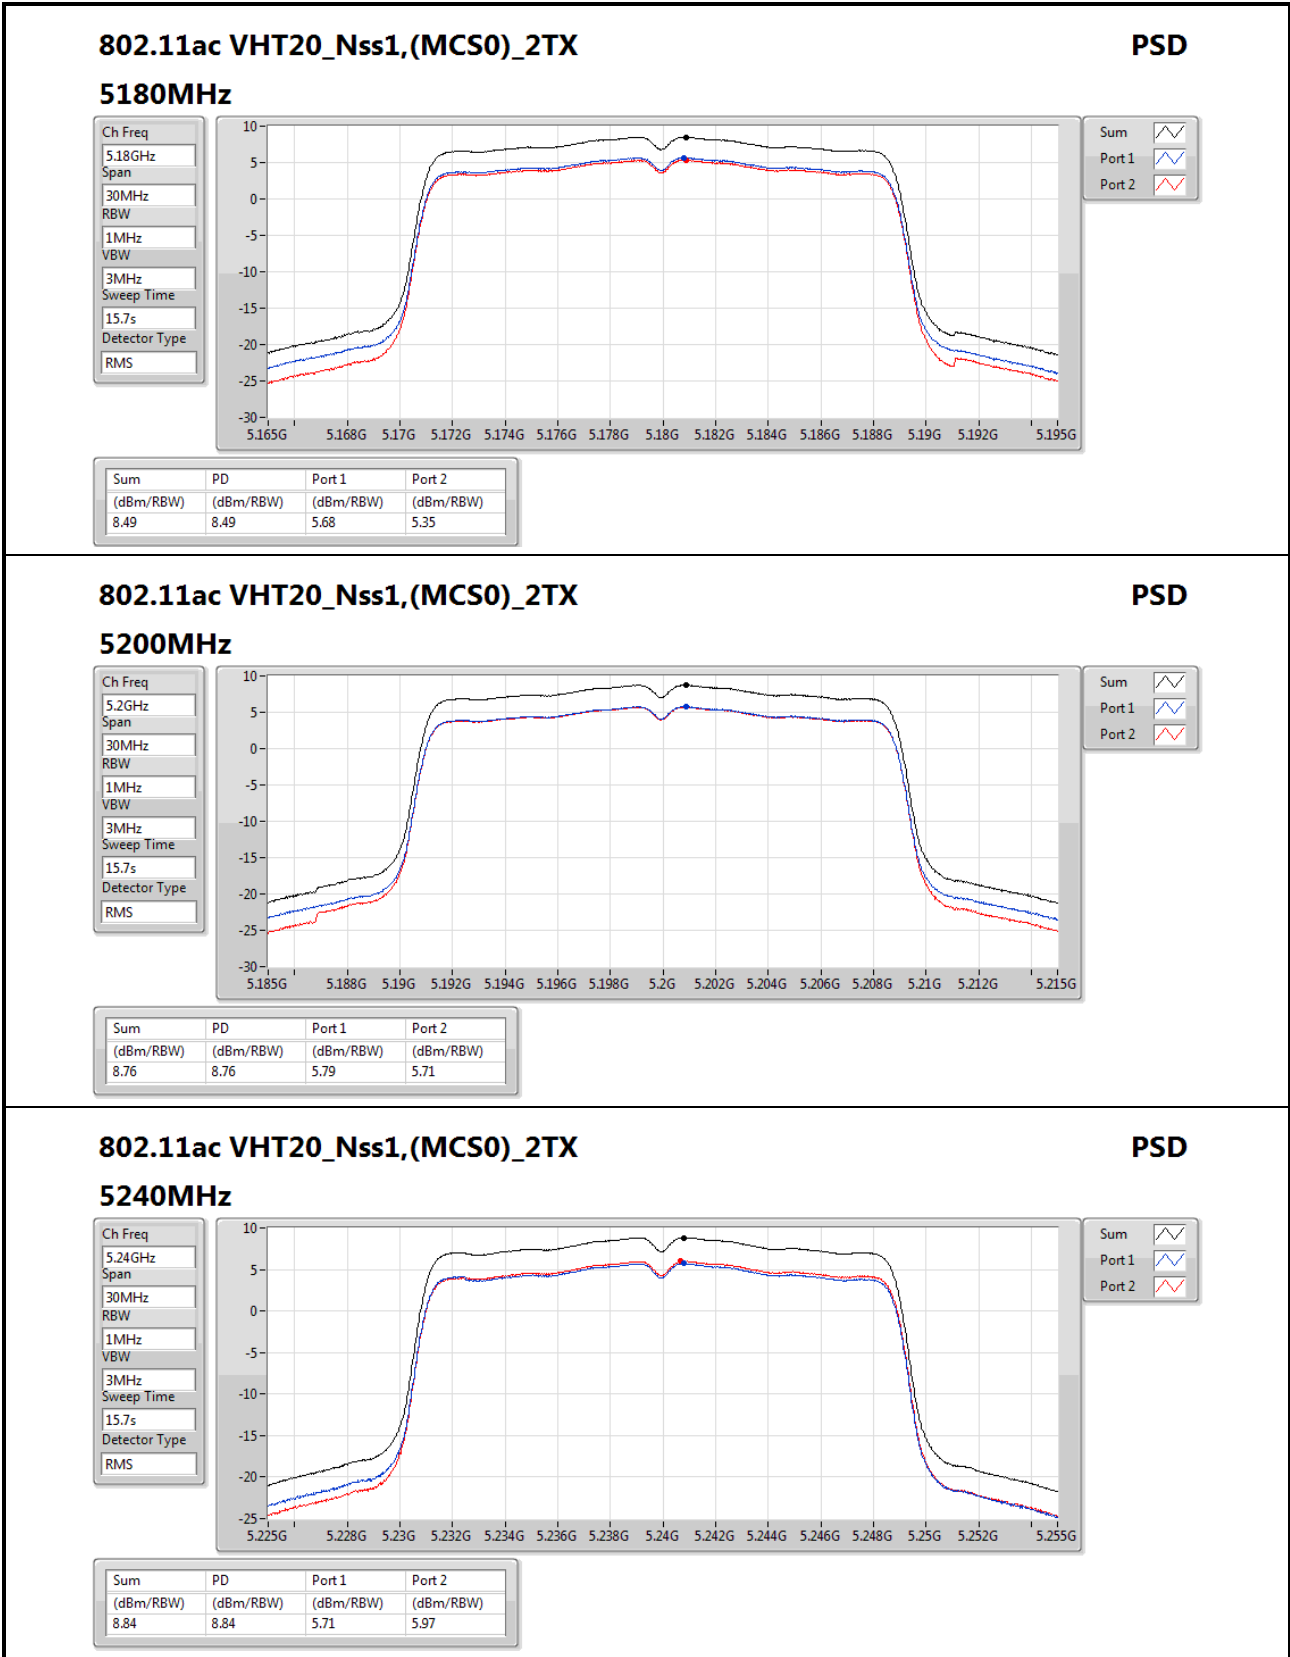 802.11ac VHT20_Nss1,(MCS0)_2TX PSD
5180MHz
Ch Freq
5.18GHz
Span
30MHz
RBW
1MHz
VBW
3MHz
Sweep Time
15.7s
Detector Type
RMS
10
5
0
-5
-10
-15
-20
-25
-30
5.165G 5.168G 5.17G 5.172G 5.174G 5.176G 5.178G 5.18G 5.182G 5.184G 5.186G 5.188G 5.19G 5.192G 5.195G
Sum
Port 1
Port 2
Sum PD Port 1 Port 2
(dBm/RBW) (dBm/RBW) (dBm/RBW) (dBm/RBW)
8.49 8.49 5.68 5.35
802.11ac VHT20_Nss1,(MCS0)_2TX PSD
5200MHz
Ch Freq
5.2GHz
Span
30MHz
RBW
1MHz
VBW
3MHz
Sweep Time
15.7s
Detector Type
RMS
10
5
0
-5
-10
-15
-20
-25
-30
5.185G 5.188G 5.19G 5.192G 5.194G 5.196G 5.198G 5.2G 5.202G 5.204G 5.206G 5.208G 5.21G 5.212G 5.215G
Sum
Port 1
Port 2
Sum PD Port 1 Port 2
(dBm/RBW) (dBm/RBW) (dBm/RBW) (dBm/RBW)
8.76 8.76 5.79 5.71
802.11ac VHT20_Nss1,(MCS0)_2TX PSD
5240MHz
Ch Freq
5.24GHz
Span
30MHz
RBW
1MHz
VBW
3MHz
Sweep Time
15.7s
Detector Type
RMS
10
5
0
-5
-10
-15
-20
-25
5.225G 5.228G 5.23G 5.232G 5.234G 5.236G 5.238G 5.24G 5.242G 5.244G 5.246G 5.248G 5.25G 5.252G 5.255G
Sum
Port 1
Port 2
Sum PD Port 1 Port 2
(dBm/RBW) (dBm/RBW) (dBm/RBW) (dBm/RBW)
8.84 8.84 5.71 5.97